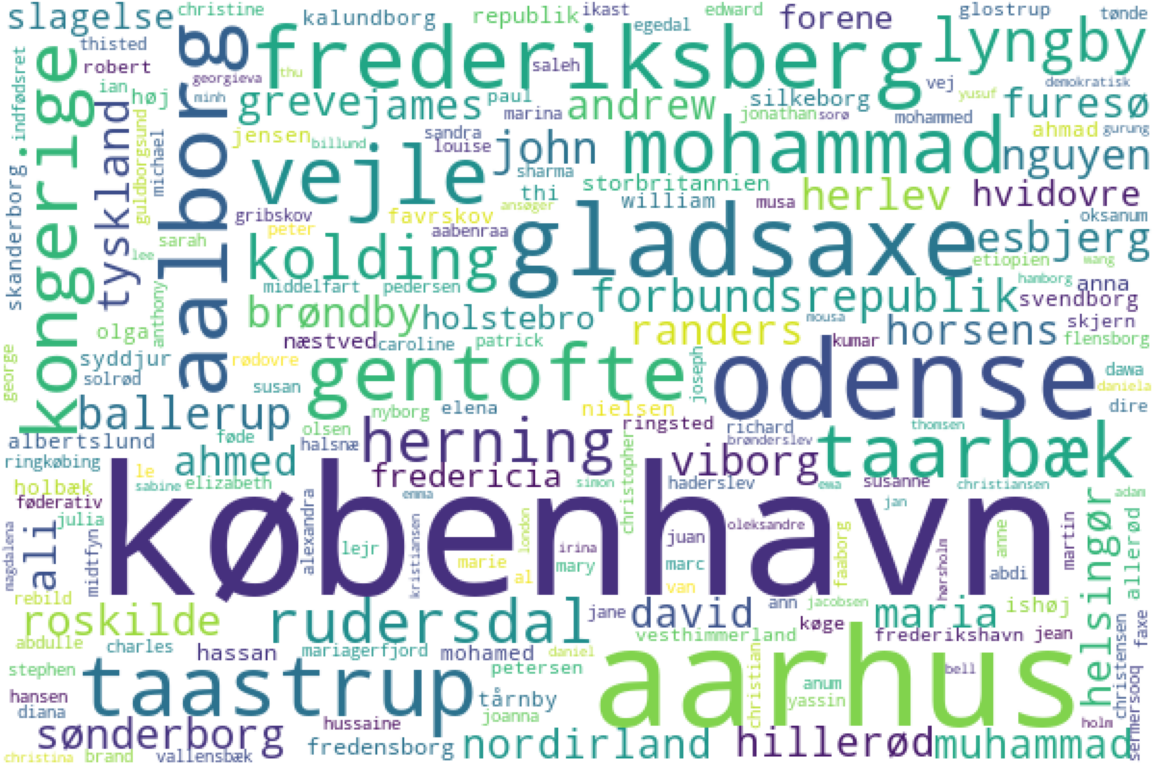 slagelse
christine
kalundborg
republik
ikast
edward
forene
glostrup
tønde
thisted
robert
kongerige
indfødsret
skanderborg.
aalborg
frederiksberg
egedal
lyngby
georgieva
thu
saleh
vej
demokratisk
ian
høj
minh
greve
james
paul
marina
andrew
silkeborg
jonathan
sorø
mohammed
yusuf
furesø
tyskland
guldborgsund
michael
jensen
billund
sandra
louise
john
mohammad
ahmad
gurung
nguyen
vejle
sharma
thi
storbritannien
william
musa
herlev
hvidovre
gribskov
favrskov
ansøger
peter
aabenraa
oksanum
sarah
lee
kolding
gladsaxe
esbjerg
etiopien
wang
middelfart
pedersen
hamborg
anna
anthony
brøndby
holstebro
forbundsrepublik
svendborg
olga
næstved
caroline
patrick
randers
mousa
kumar
horsens
skjern
flensborg
george
syddjur
rødovre
solrød
susan
gentofte
joseph
odense
dawa
daniela
dire
ballerup
nyborg
elena
nielsen
olsen
ringsted
richard
brønderslev
thomsen
albertslund
føde
halsnæ
herning
taarbæk
ringkøbing
ahmed
fredericia
viborg
le
sabine
elizabeth
simon
christopher
haderslev
ewa
susanne
christiansen
holbæk
føderativ
københavn
emma
jan
adam
julia
ali
midtfyn
magdalena
alexandra
lejr
kristiansen
marie
london
al
irina
mary
juan
marc
van
oleksandre
faaborg
hørsholm
anne
abdi
martin
helsingør
allerød
rebild
roskilde
rudersdal
jane
david
ann
jacobsen
køge
maria
ishøj
abdulle
charles
hassan
mariagerfjord
mohamed
daniel
vesthimmerland
frederikshavn
jean
stephen
taastrup
petersen
aarhus
christian
anum
yassin
bell
christensen
faxe
sermersooq
hansen
diana
tårnby
joanna
holm
sønderborg
hussaine
christina
brand
vallensbæk
fredensborg
nordirland
hillerød
muhammad